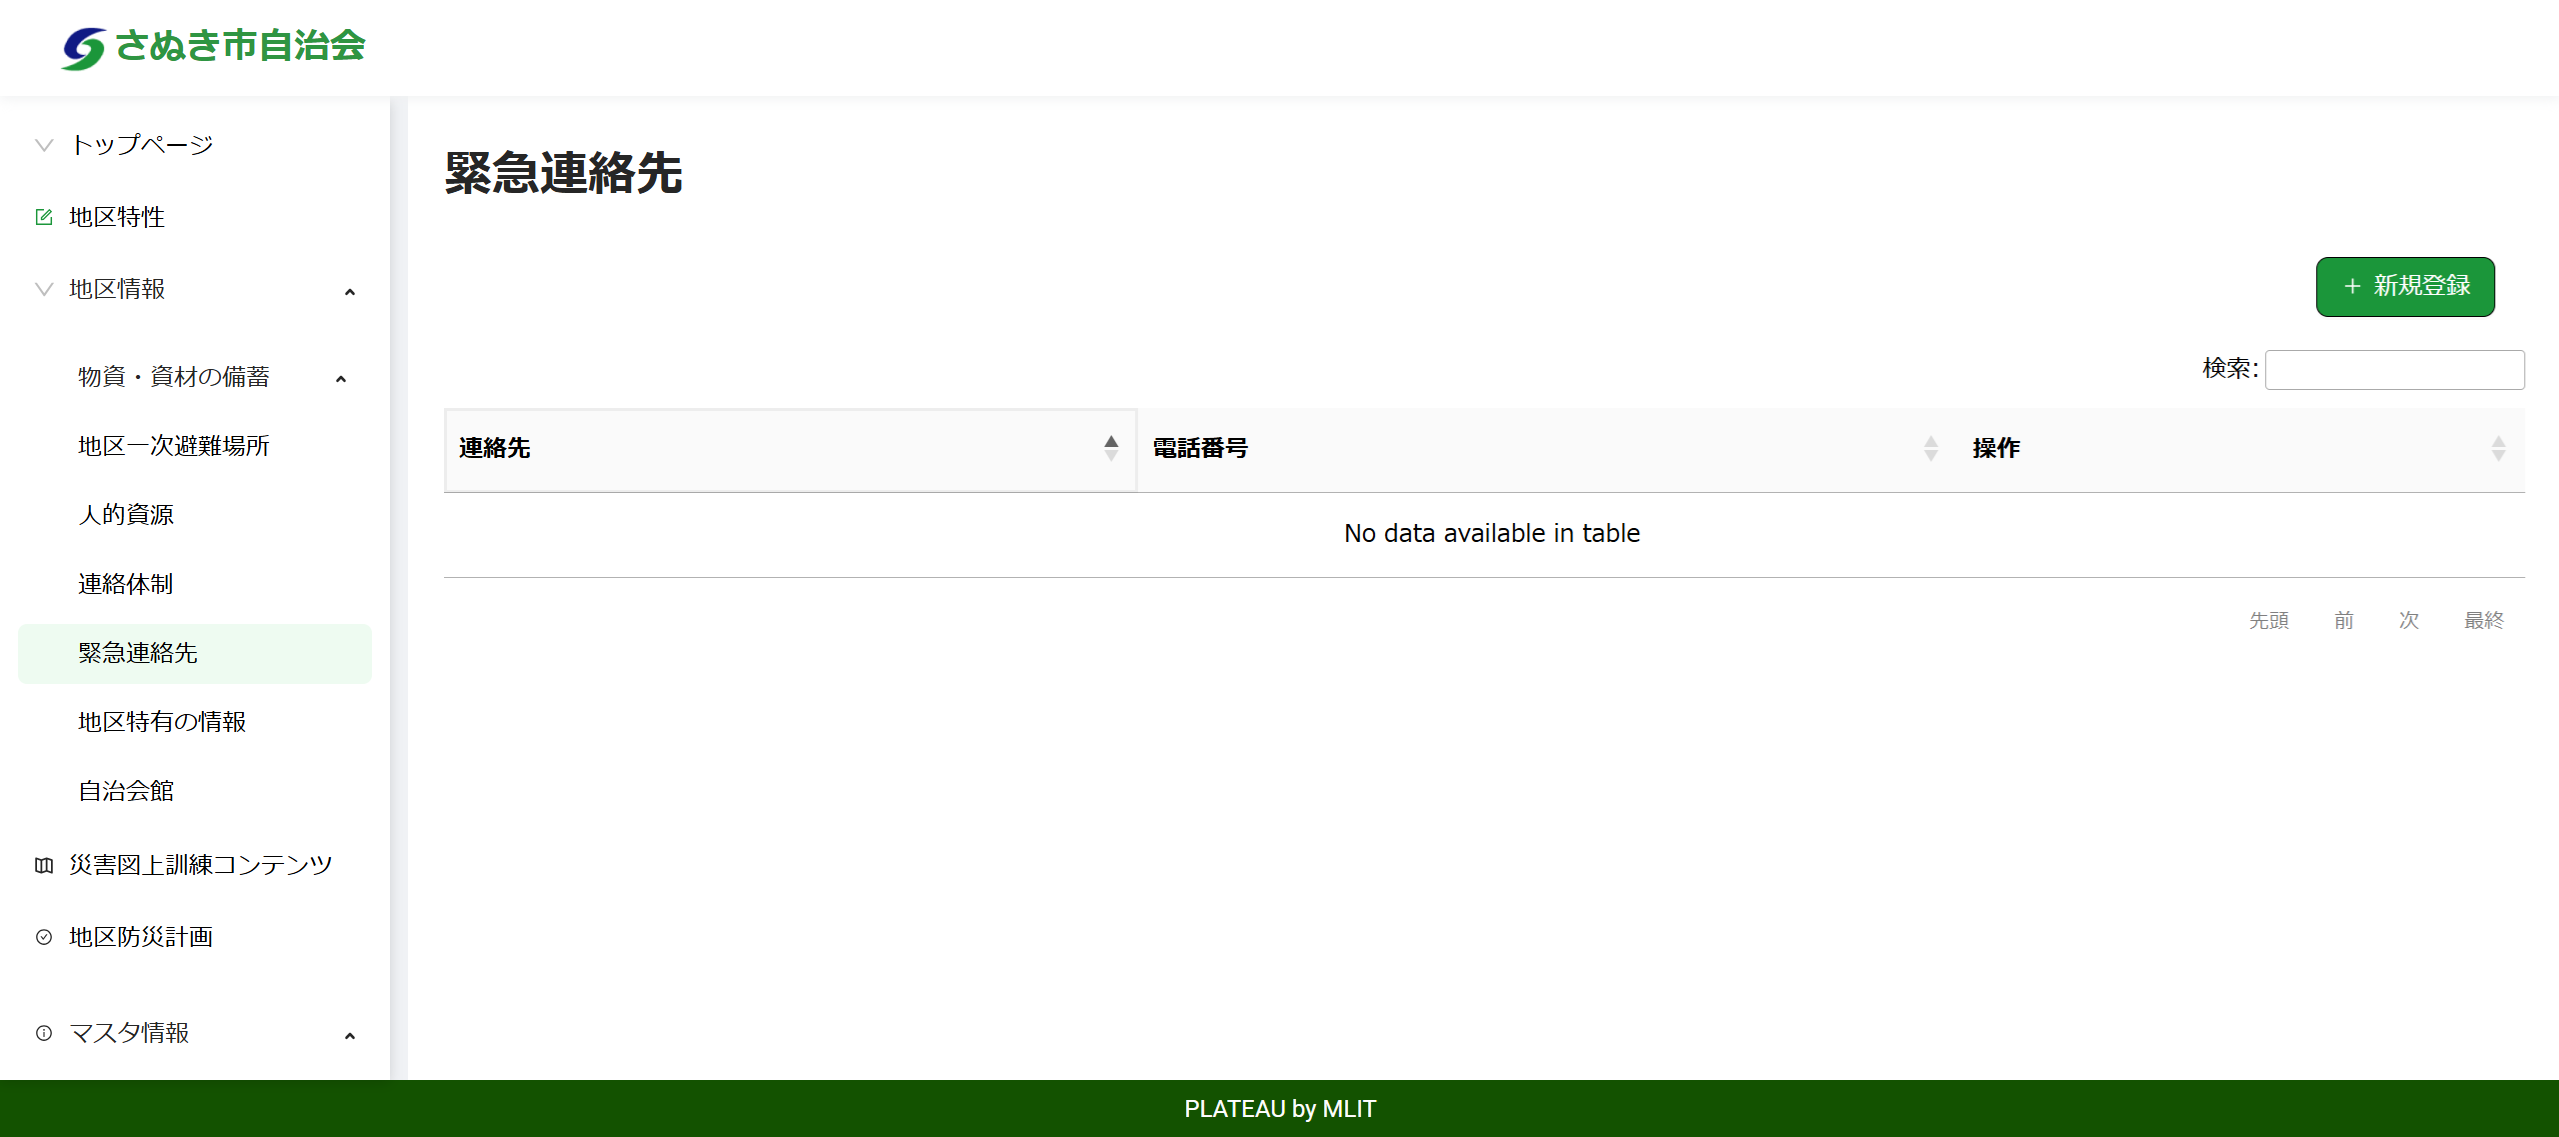 さぬき市自治会
トップページ
地区特性
地区情報
物資・資材の備蓄
地区一次避難場所
人的資源
連絡体制
緊急連絡先
地区特有の情報
自治会館
災害図上訓練コンテンツ
地区防災計画
マスタ情報
緊急連絡先
+ 新規登録
検索:
連絡先 電話番号 操作
No data available in table
先頭 前 次 最終
PLATEAU by MLIT